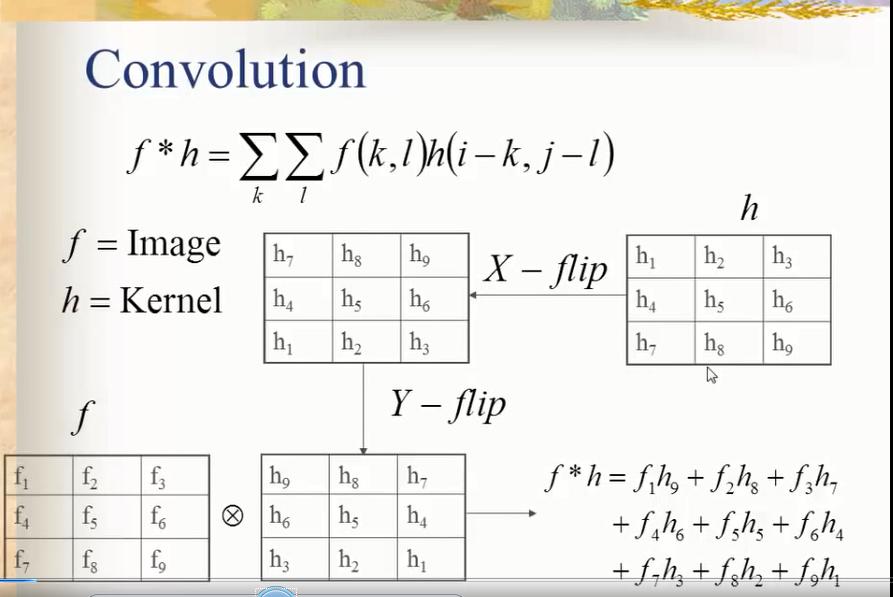 Convolution
f * h = ∑∑ f(k,l)h(i − k, j − l)
k l
h
f = Image
h = Kernel
h₇ h₈ h₉
h₄ h₅ h₆
h₁ h₂ h₃
X − flip
h₁ h₂ h₃
h₄ h₅ h₆
h₇ h₈ h₉
Y − flip
f
f₁ f₂ f₃
f₄ f₅ f₆
f₇ f₈ f₉
⊗
h₉ h₈ h₇
h₆ h₅ h₄
h₃ h₂ h₁
f * h = f₁h₉ + f₂h₈ + f₃h₇
+ f₄h₆ + f₅h₅ + f₆h₄
+ f₇h₃ + f₈h₂ + f₉h₁